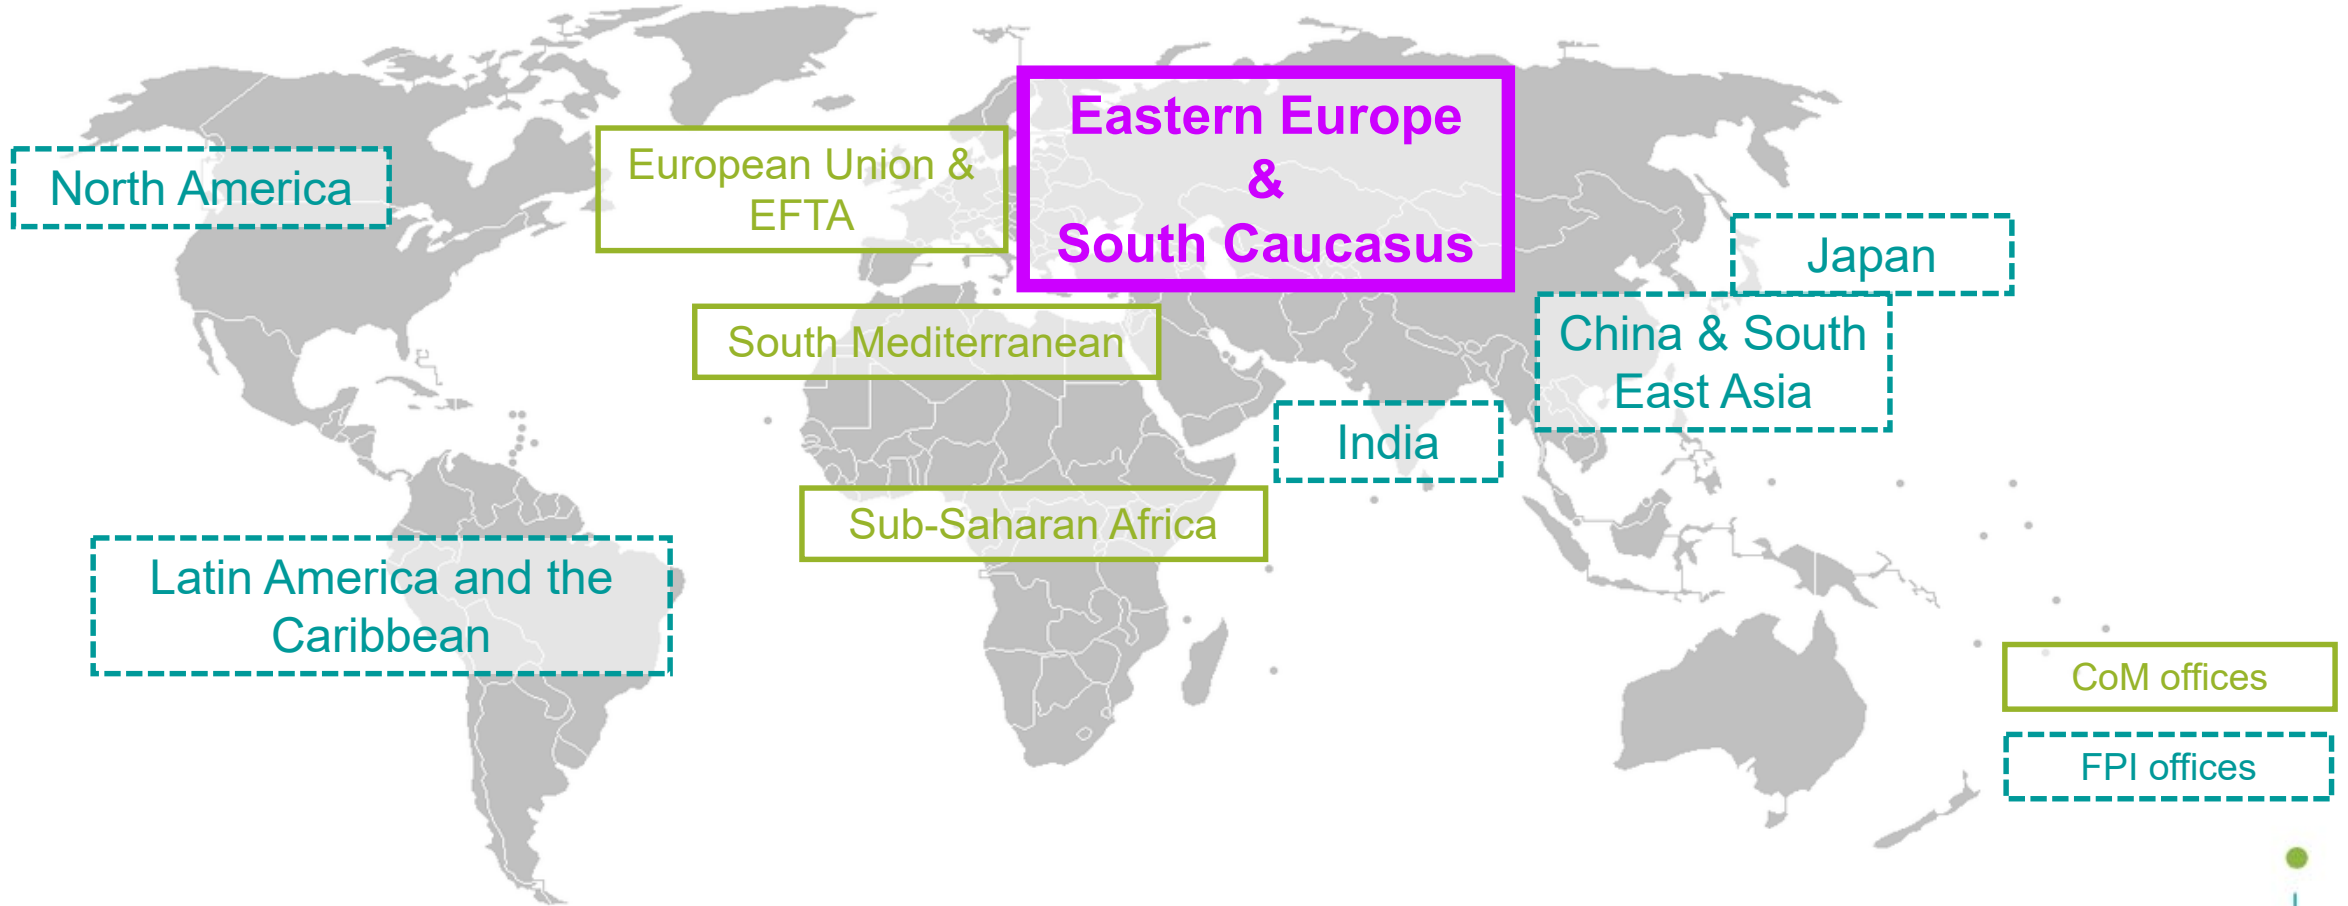 Eastern Europe
&
South Caucasus
European Union &
EFTA
North America
Japan
South Mediterranean
China & South
East Asia
India
Sub-Saharan Africa
Latin America and the
Caribbean
CoM offices
FPI offices